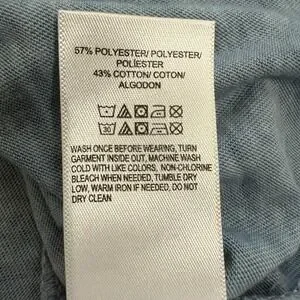 57% POLYESTER/ POLYESTER/
POLIESTER
43% COTTON/ COTON/
ALGODON
30
WASH ONCE BEFORE WEARING, TURN
GARMENT INSIDE OUT, MACHINE WASH
COLD WITH LIKE COLORS, NON-CHLORINE
BLEACH WHEN NEEDED, TUMBLE DRY
LOW, WARM IRON IF NEEDED, DO NOT
DRY CLEAN